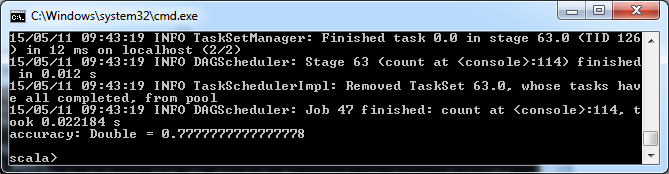 C:\Windows\system32\cmd.exe
15/05/11 09:43:19 INFO TaskSetManager: Finished task 0.0 in stage 63.0 (TID 126
) in 12 ms on localhost (2/2)
15/05/11 09:43:19 INFO DAGScheduler: Stage 63 (count at <console>:114) finished
in 0.012 s
15/05/11 09:43:19 INFO TaskSchedulerImpl: Removed TaskSet 63.0, whose tasks hav
e all completed, from pool
15/05/11 09:43:19 INFO DAGScheduler: Job 47 finished: count at <console>:114, t
ook 0.022184 s
accuracy: Double = 0.7777777777777778
scala>